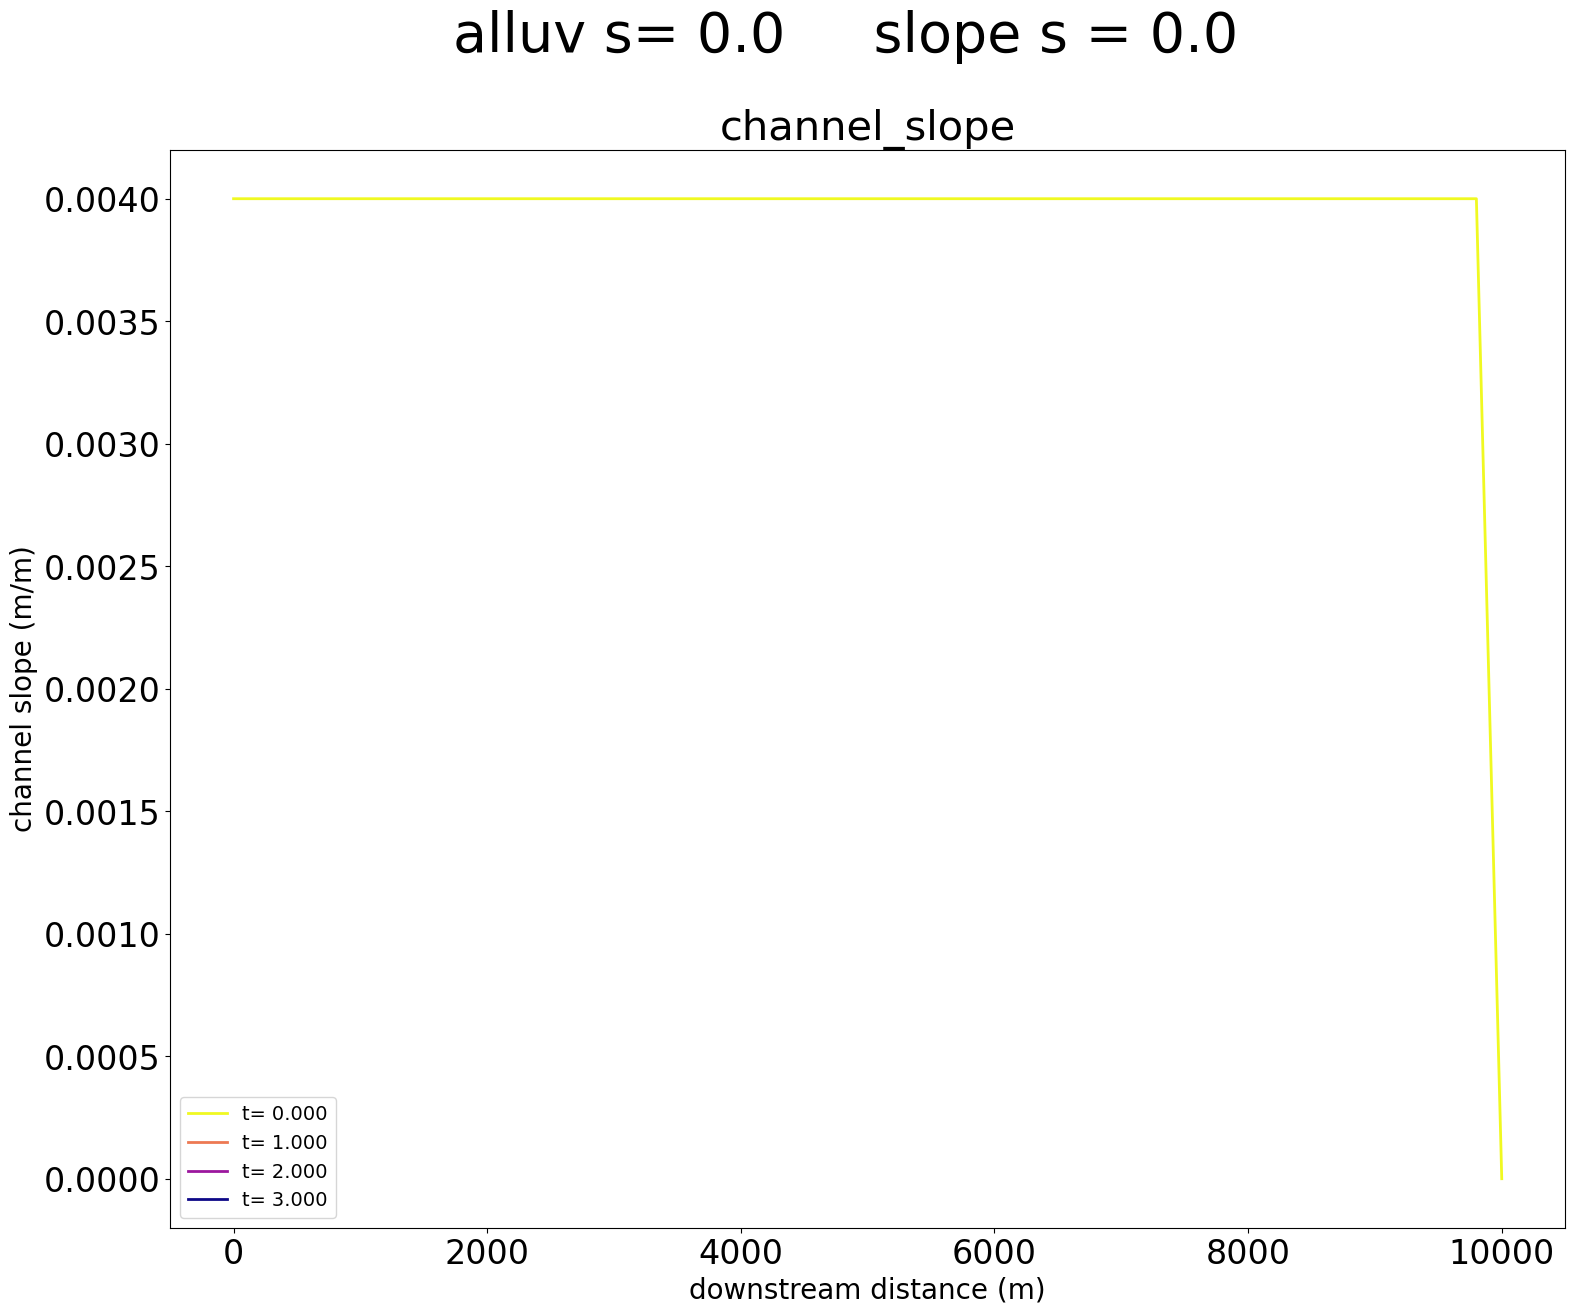 alluv s= 0.0     slope s = 0.0
channel_slope
0.0040
0.0035
0.0030
0.0025
0.0020
0.0015
0.0010
0.0005
0.0000
channel slope (m/m)
t= 0.000
t= 1.000
t= 2.000
t= 3.000
0 2000 4000 6000 8000 10000
downstream distance (m)